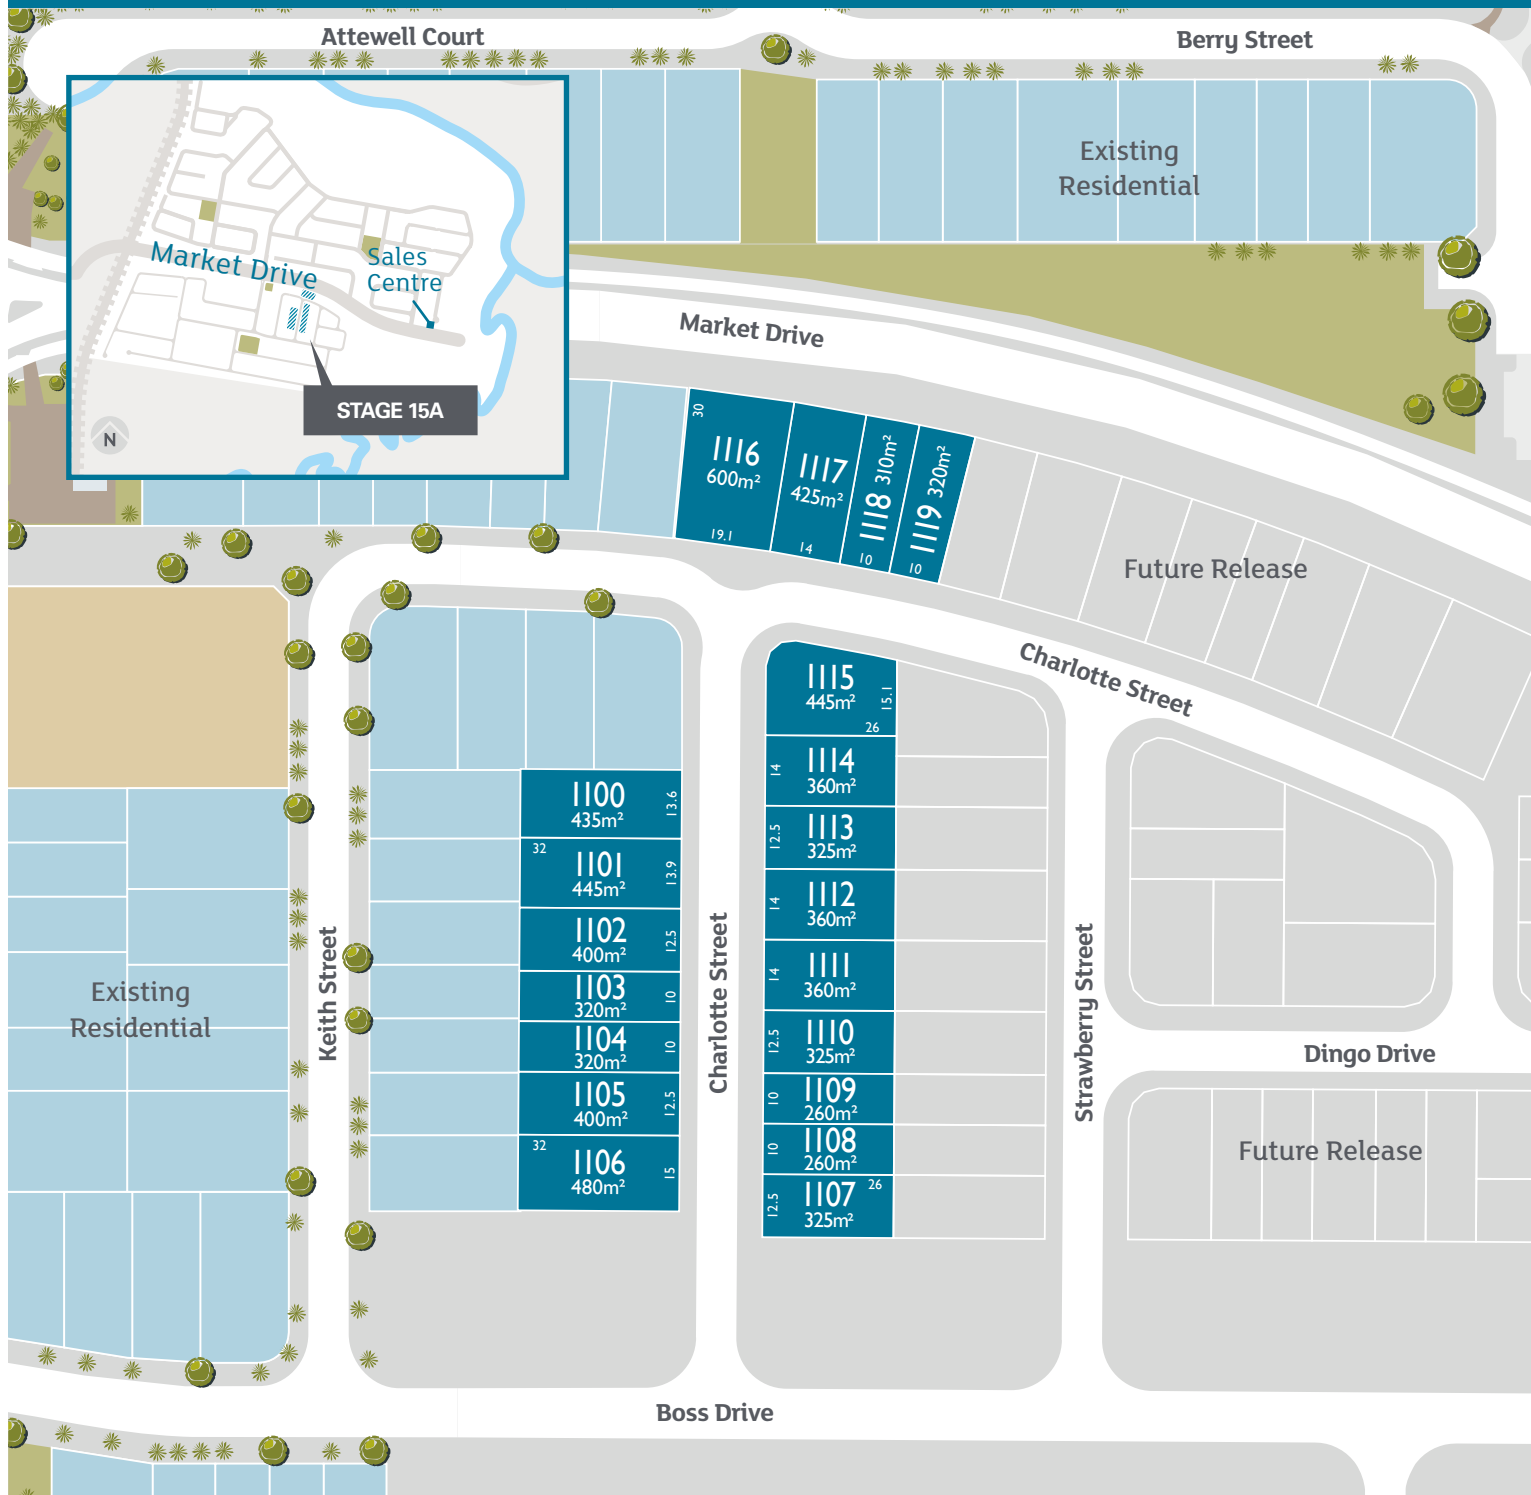 Attewell Court
Berry Street
Existing
Residential
Market Drive
Sales
Centre
STAGE 15A
N
Market Drive
30
1116
600m²
19.1
1117
425m²
14
1118 310m²
10
1119 320m²
10
Future Release
Charlotte Street
1115
445m²
15.1
26
14
1114
360m²
12.5
1113
325m²
14
1112
360m²
14
1111
360m²
12.5
1110
325m²
10
1109
260m²
10
1108
260m²
12.5
1107
325m²
26
1100
435m²
13.6
32
1101
445m²
13.9
1102
400m²
12.5
1103
320m²
10
1104
320m²
10
1105
400m²
12.5
32
1106
480m²
15
Existing
Residential
Keith Street
Charlotte Street
Strawberry Street
Dingo Drive
Future Release
Boss Drive